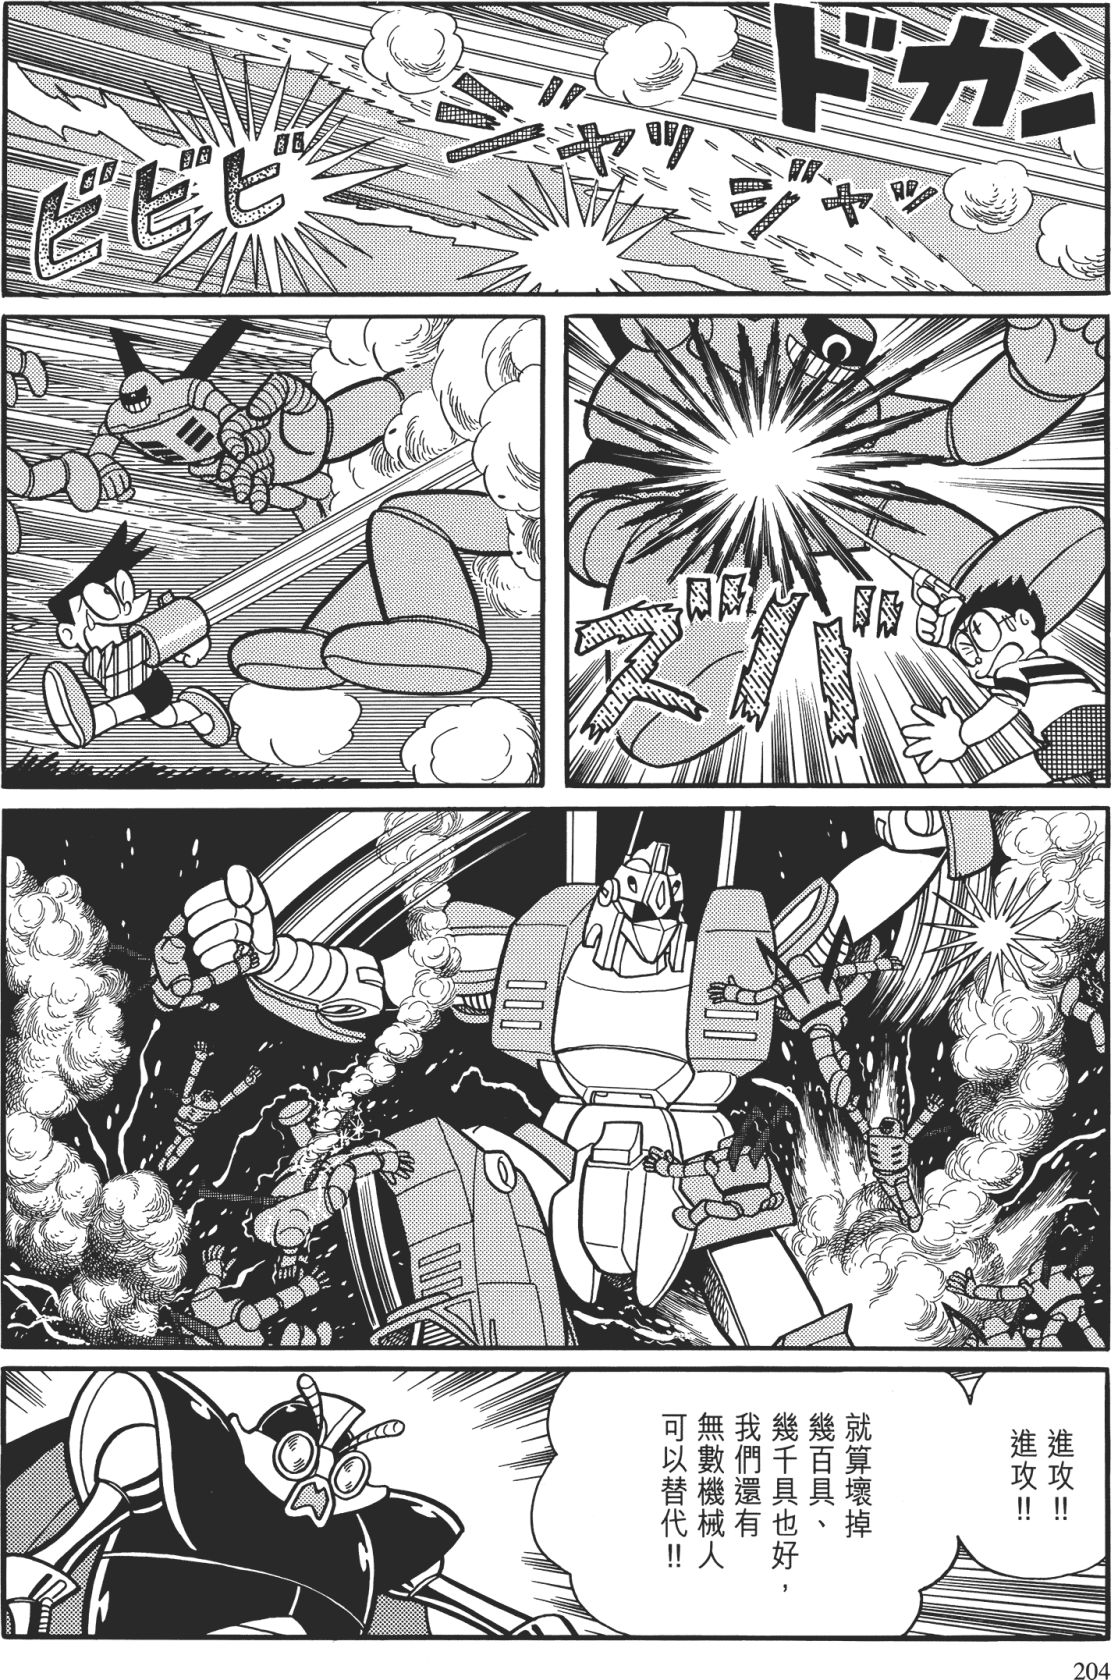 ドカン
ジャッ
ジャッ
ビビビ
ズバ
進攻!!
進攻!!
就算壞掉
幾百具、
幾千具也好，
我們還有
無數機械人
可以替代!!
204